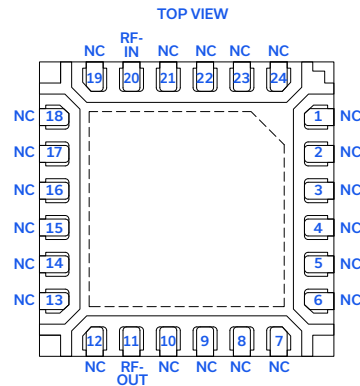 TOP VIEW
NC RF-IN NC NC NC NC
19 20 21 22 23 24
NC 18 1 NC
NC 17 2 NC
NC 16 3 NC
NC 15 4 NC
NC 14 5 NC
NC 13 6 NC
12 11 10 9 8 7
NC RF-OUT NC NC NC NC